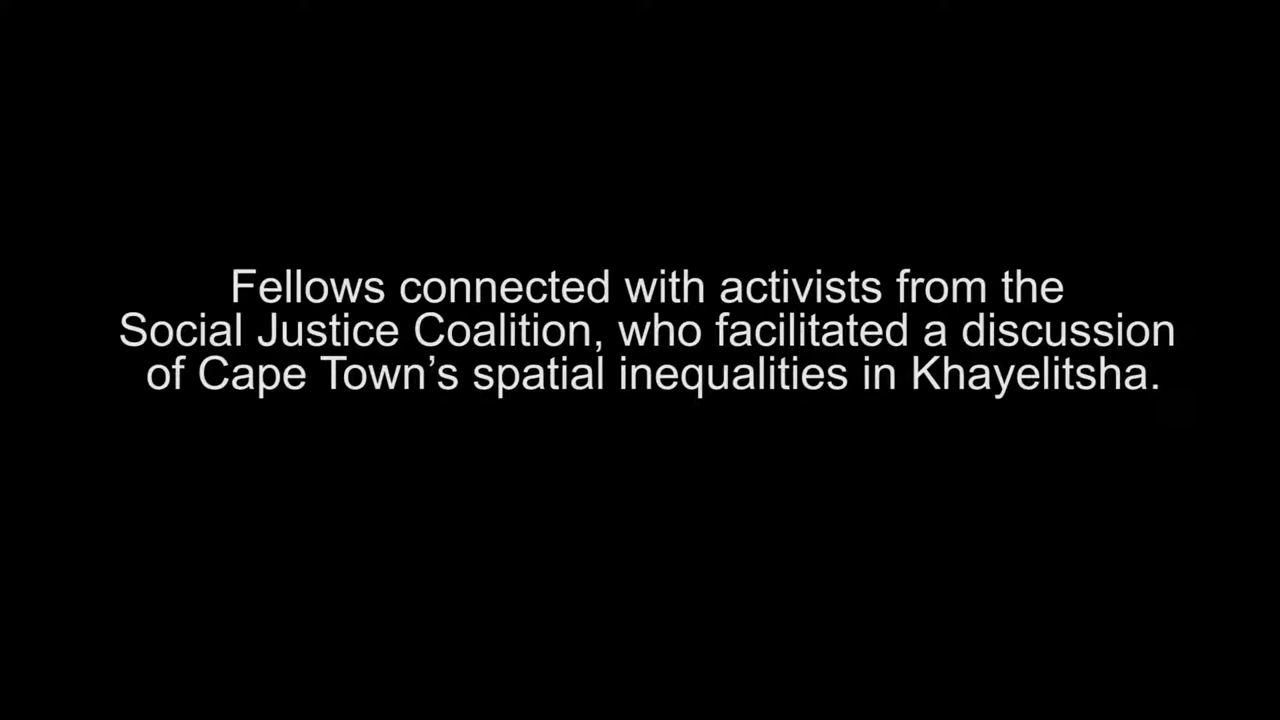 Fellows connected with activists from the
Social Justice Coalition, who facilitated a discussion
of Cape Town’s spatial inequalities in Khayelitsha.